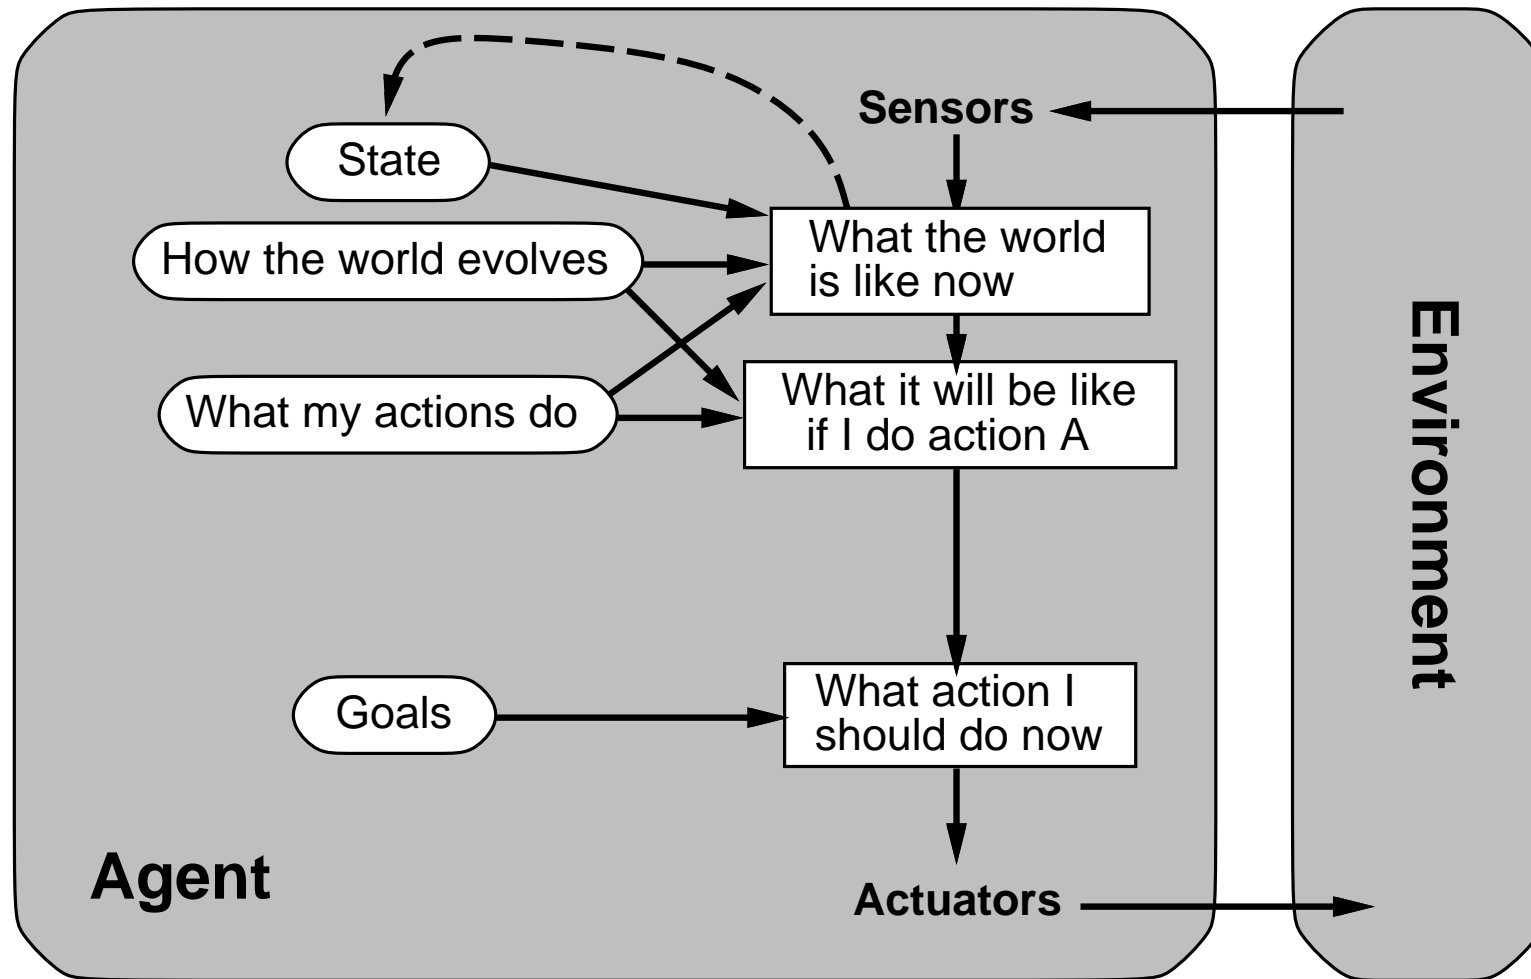 Sensors
State
What the world
is like now
How the world evolves
What it will be like
if I do action A
What my actions do
Environment
What action I
should do now
Goals
Agent
Actuators